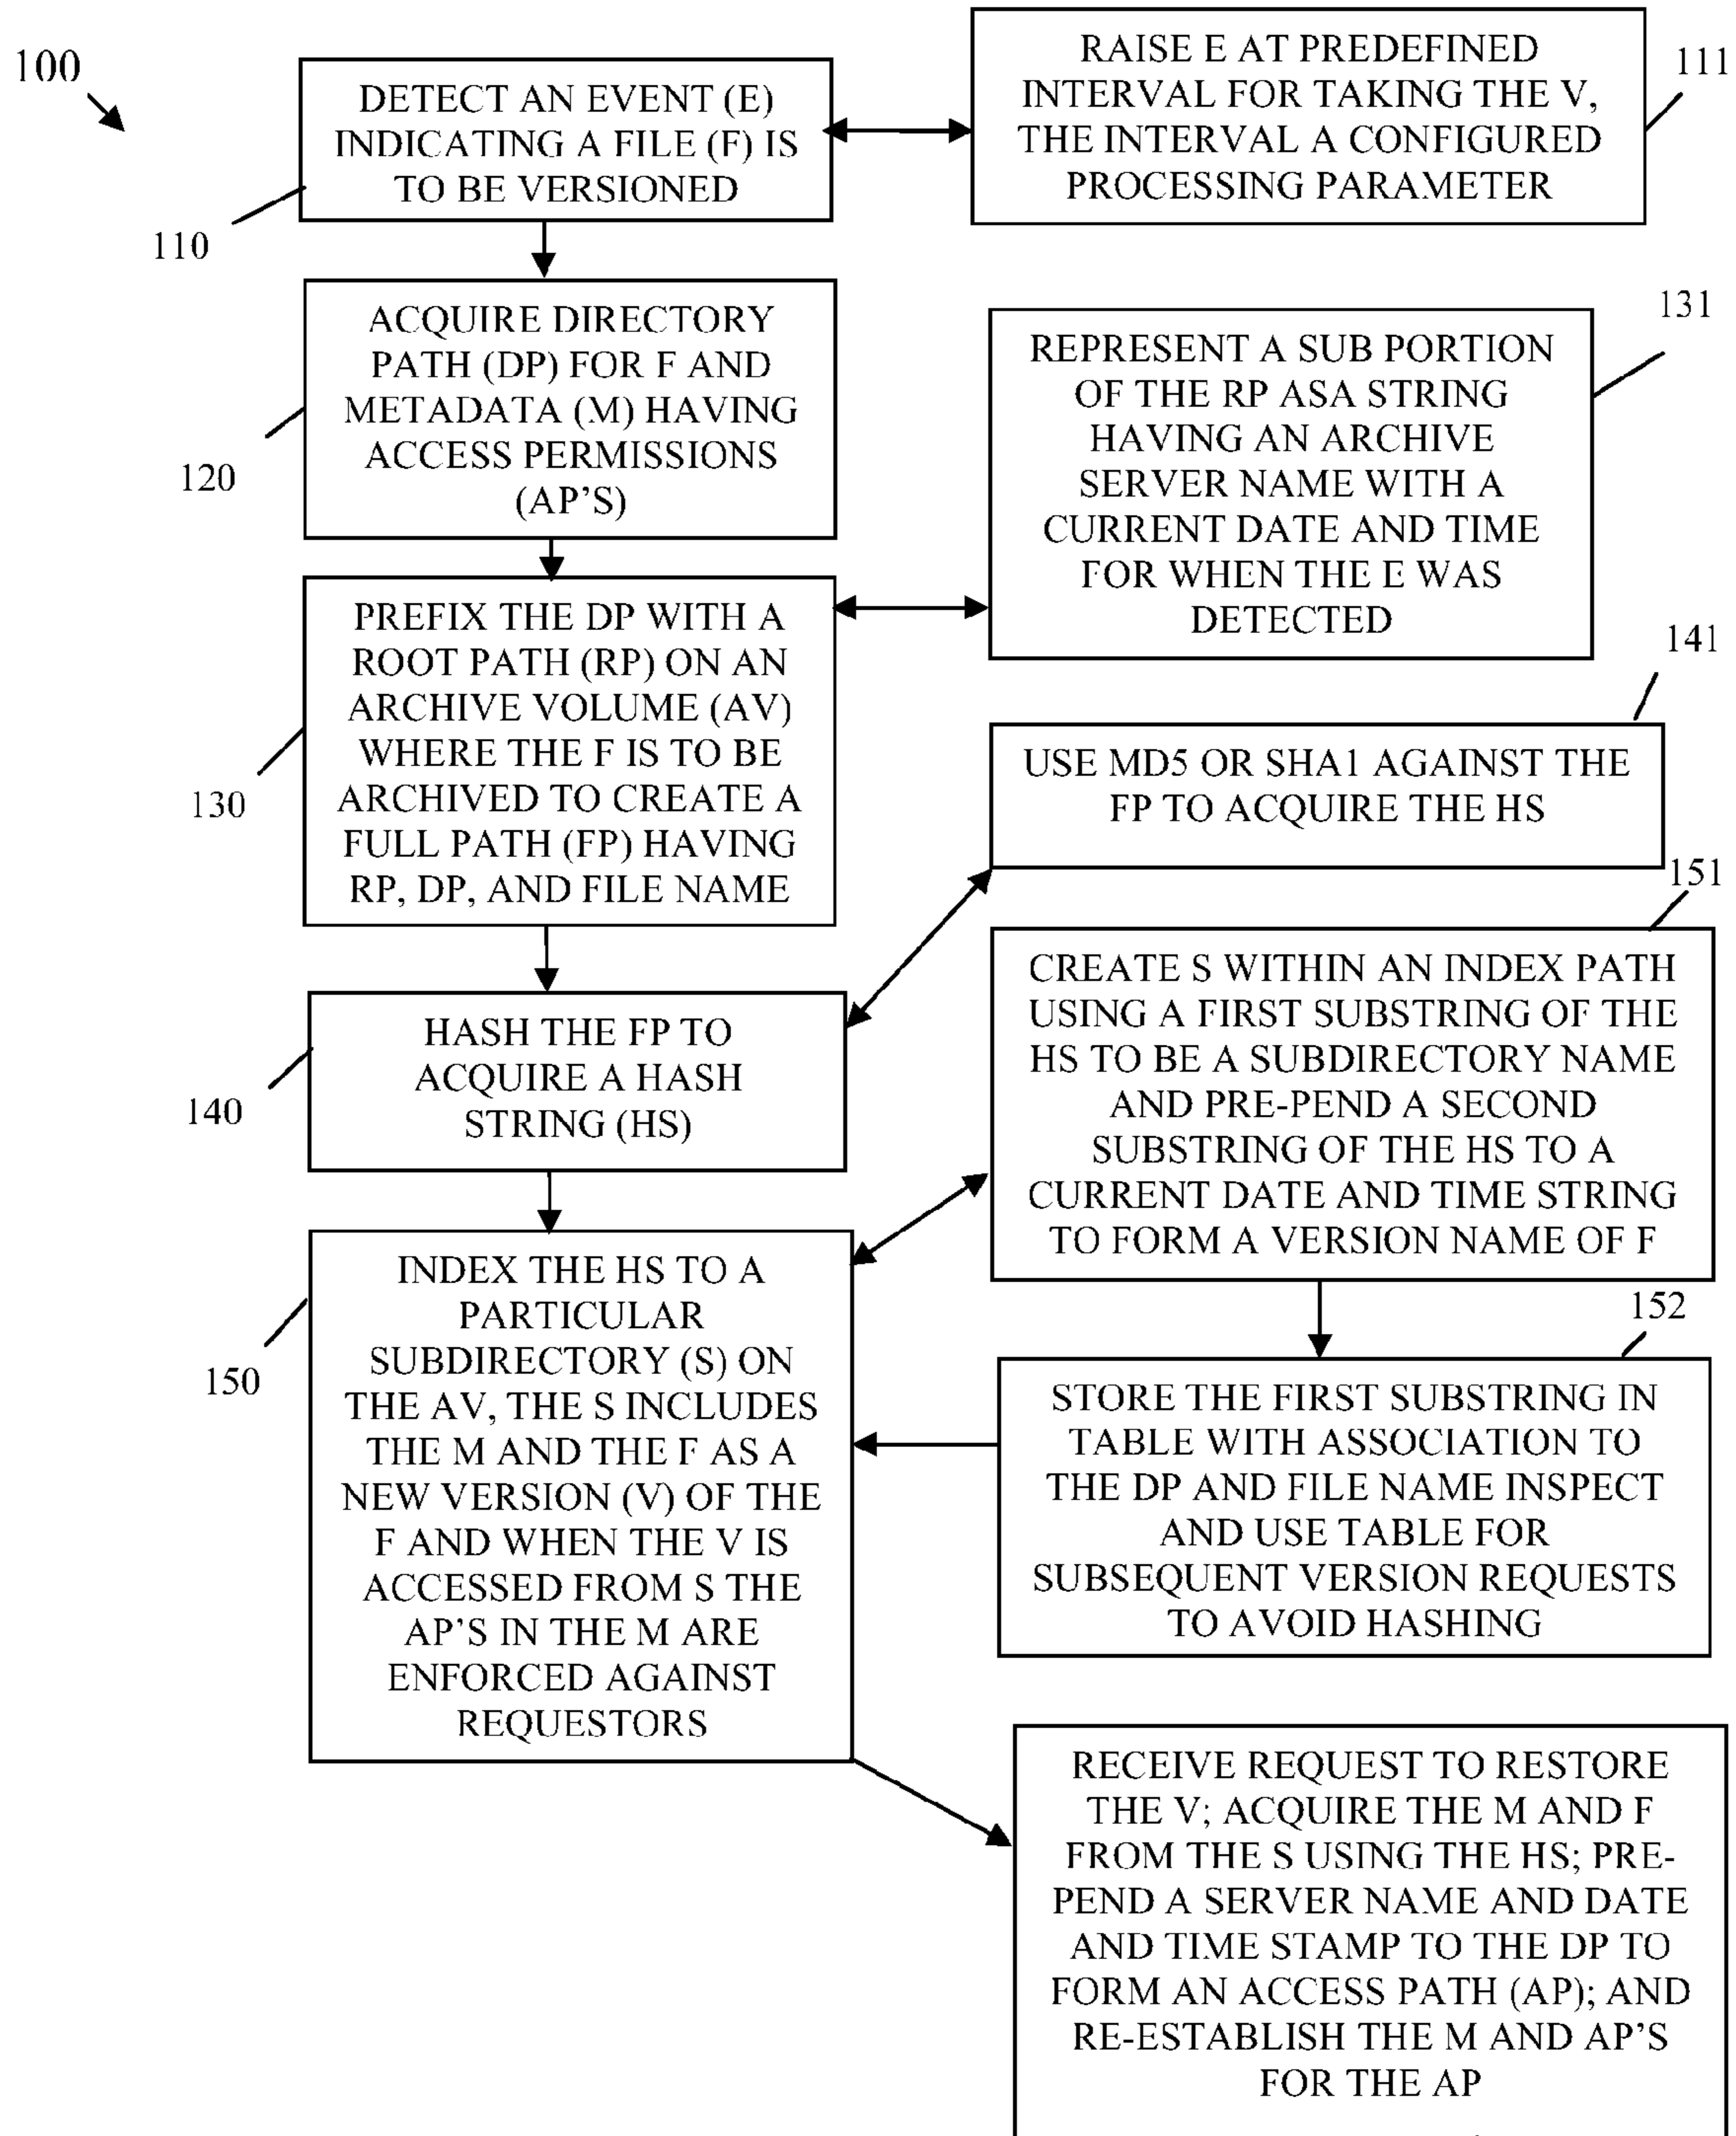 100
DETECT AN EVENT (E)
INDICATING A FILE (F) IS
TO BE VERSIONED
110
RAISE E AT PREDEFINED
INTERVAL FOR TAKING THE V,
THE INTERVAL A CONFIGURED
PROCESSING PARAMETER
111
ACQUIRE DIRECTORY
PATH (DP) FOR F AND
METADATA (M) HAVING
ACCESS PERMISSIONS
(AP'S)
120
REPRESENT A SUB PORTION
OF THE RP ASA STRING
HAVING AN ARCHIVE
SERVER NAME WITH A
CURRENT DATE AND TIME
FOR WHEN THE E WAS
DETECTED
131
PREFIX THE DP WITH A
ROOT PATH (RP) ON AN
ARCHIVE VOLUME (AV)
WHERE THE F IS TO BE
ARCHIVED TO CREATE A
FULL PATH (FP) HAVING
RP, DP, AND FILE NAME
130
141
USE MD5 OR SHA1 AGAINST THE
FP TO ACQUIRE THE HS
HASH THE FP TO
ACQUIRE A HASH
STRING (HS)
140
151
CREATE S WITHIN AN INDEX PATH
USING A FIRST SUBSTRING OF THE
HS TO BE A SUBDIRECTORY NAME
AND PRE-PEND A SECOND
SUBSTRING OF THE HS TO A
CURRENT DATE AND TIME STRING
TO FORM A VERSION NAME OF F
INDEX THE HS TO A
PARTICULAR
SUBDIRECTORY (S) ON
THE AV, THE S INCLUDES
THE M AND THE F AS A
NEW VERSION (V) OF THE
F AND WHEN THE V IS
ACCESSED FROM S THE
AP'S IN THE M ARE
ENFORCED AGAINST
REQUESTORS
150
152
STORE THE FIRST SUBSTRING IN
TABLE WITH ASSOCIATION TO
THE DP AND FILE NAME INSPECT
AND USE TABLE FOR
SUBSEQUENT VERSION REQUESTS
TO AVOID HASHING
RECEIVE REQUEST TO RESTORE
THE V; ACQUIRE THE M AND F
FROM THE S USING THE HS; PRE-
PEND A SERVER NAME AND DATE
AND TIME STAMP TO THE DP TO
FORM AN ACCESS PATH (AP); AND
RE-ESTABLISH THE M AND AP'S
FOR THE AP